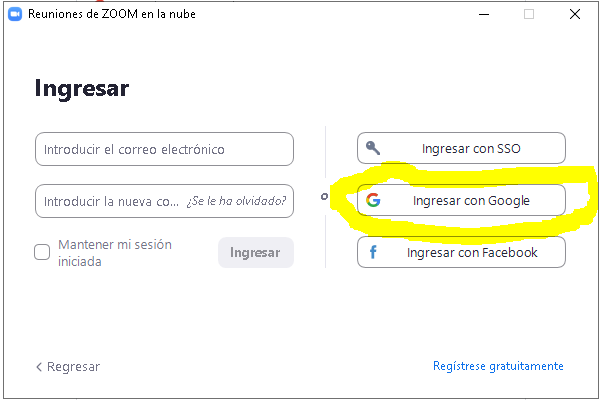 Reuniones de ZOOM en la nube
Ingresar
Introducir el correo electrónico
Introducir la nueva co... ¿Se le ha olvidado?
Mantener mi sesión
iniciada
Ingresar
o
Ingresar con SSO
Ingresar con Google
Ingresar con Facebook
Regresar
Regístrese gratuitamente